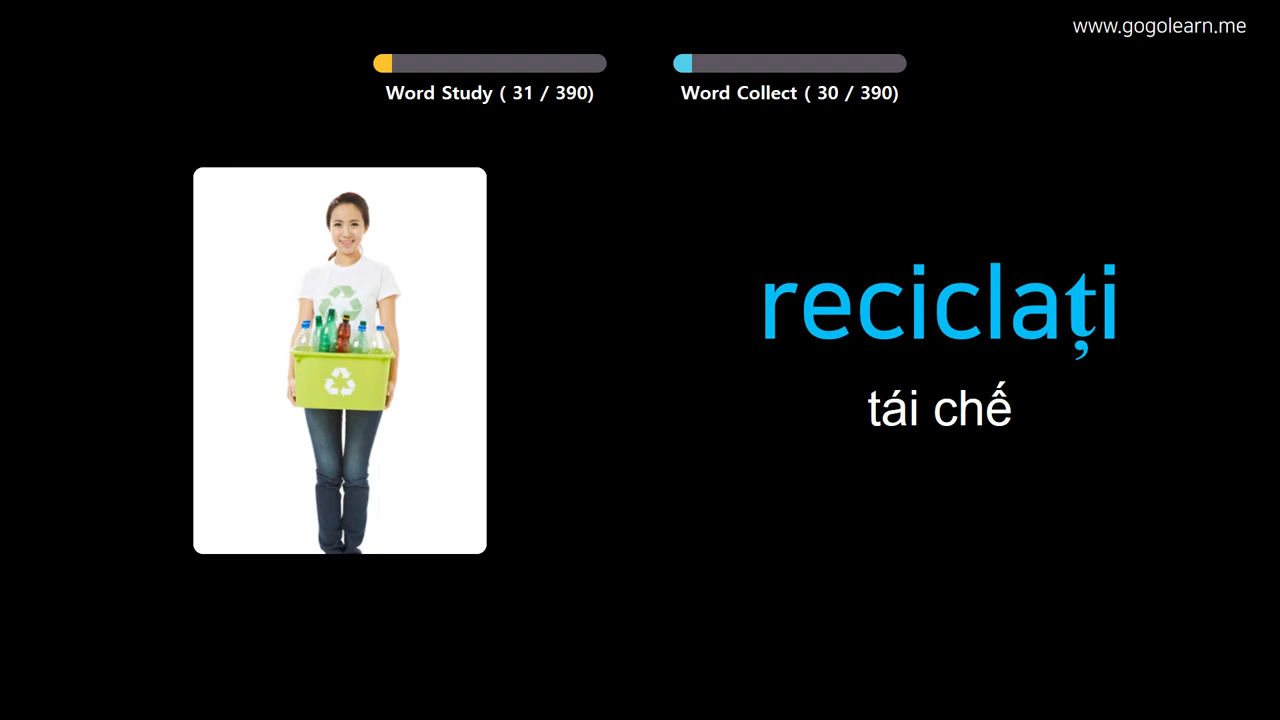 www.gogolearn.me
Word Study ( 31 / 390)
Word Collect ( 30 / 390)
reciclați
tái chế